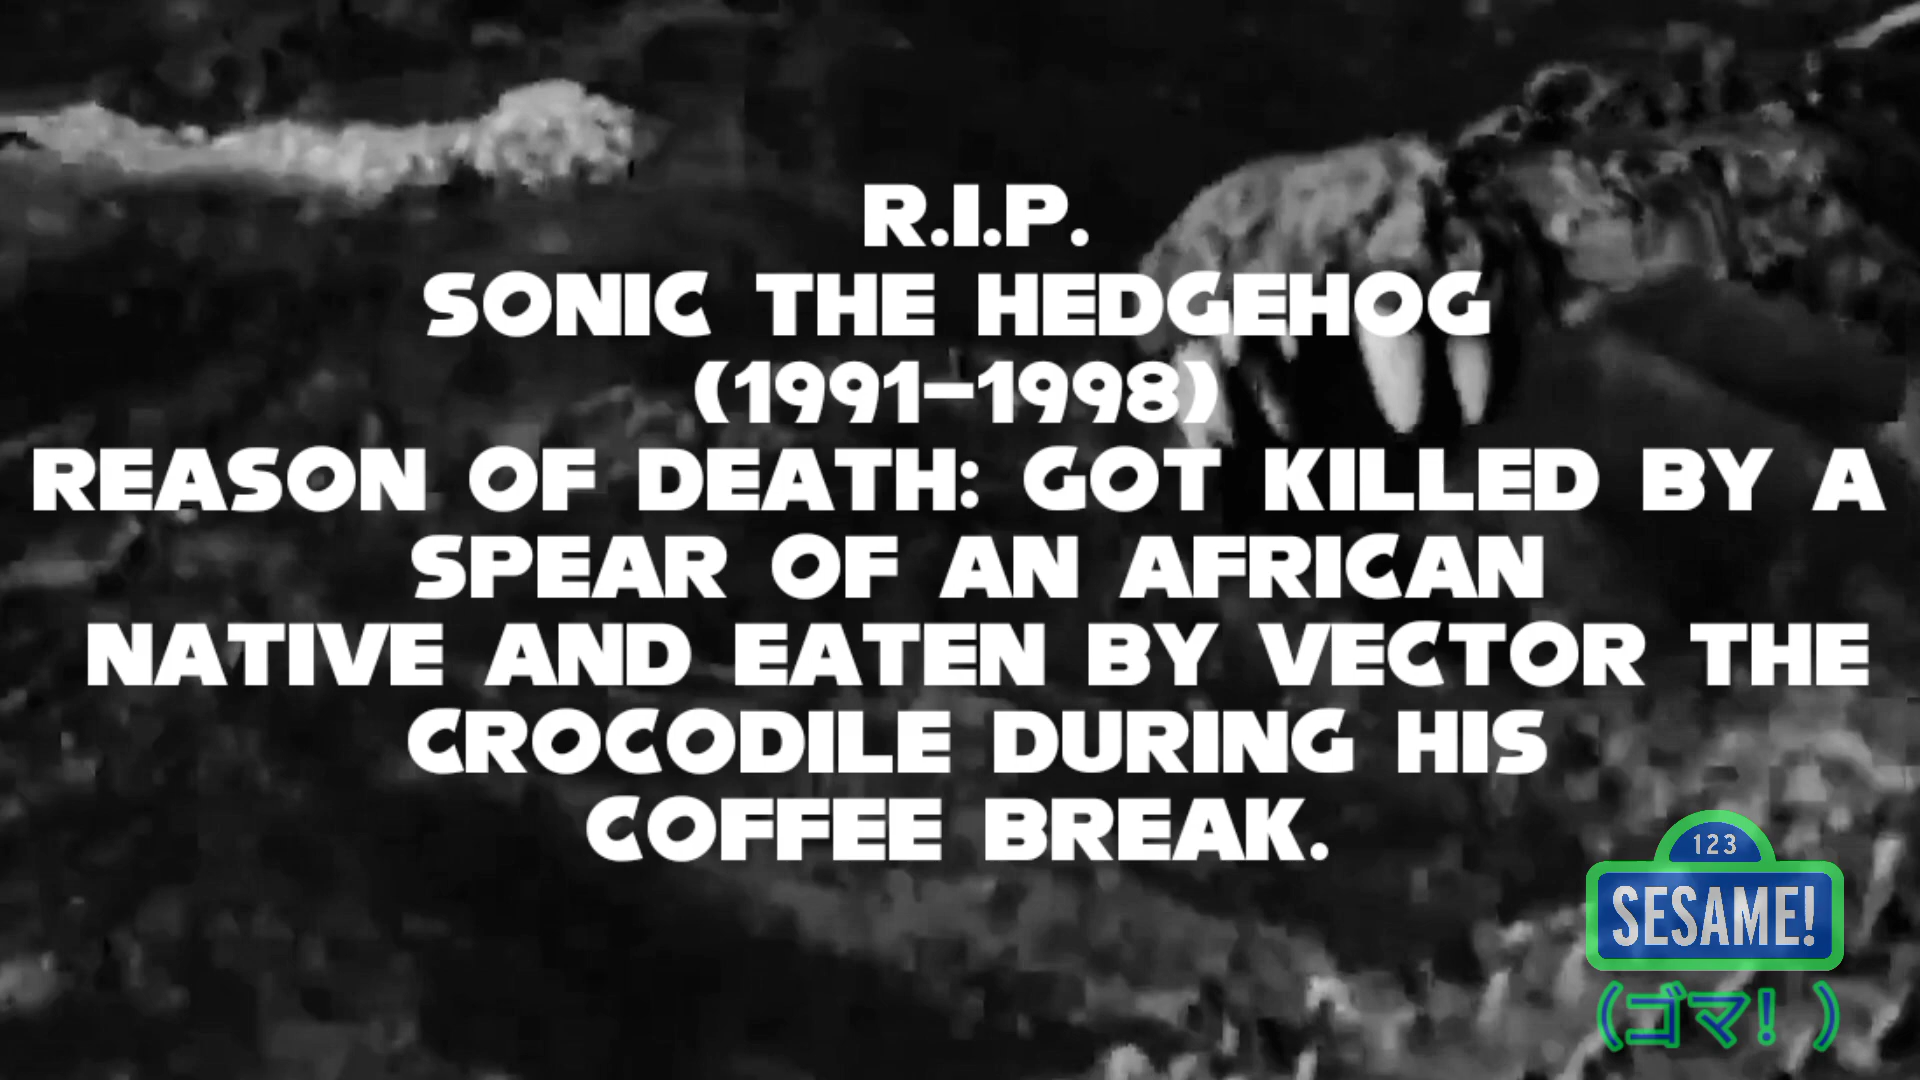 R.I.P.
SONIC THE HEDGEHOG
(1991-1998)
REASON OF DEATH: GOT KILLED BY A
SPEAR OF AN AFRICAN
NATIVE AND EATEN BY VECTOR THE
CROCODILE DURING HIS
COFFEE BREAK.
123
SESAME!
(ゴマ! )